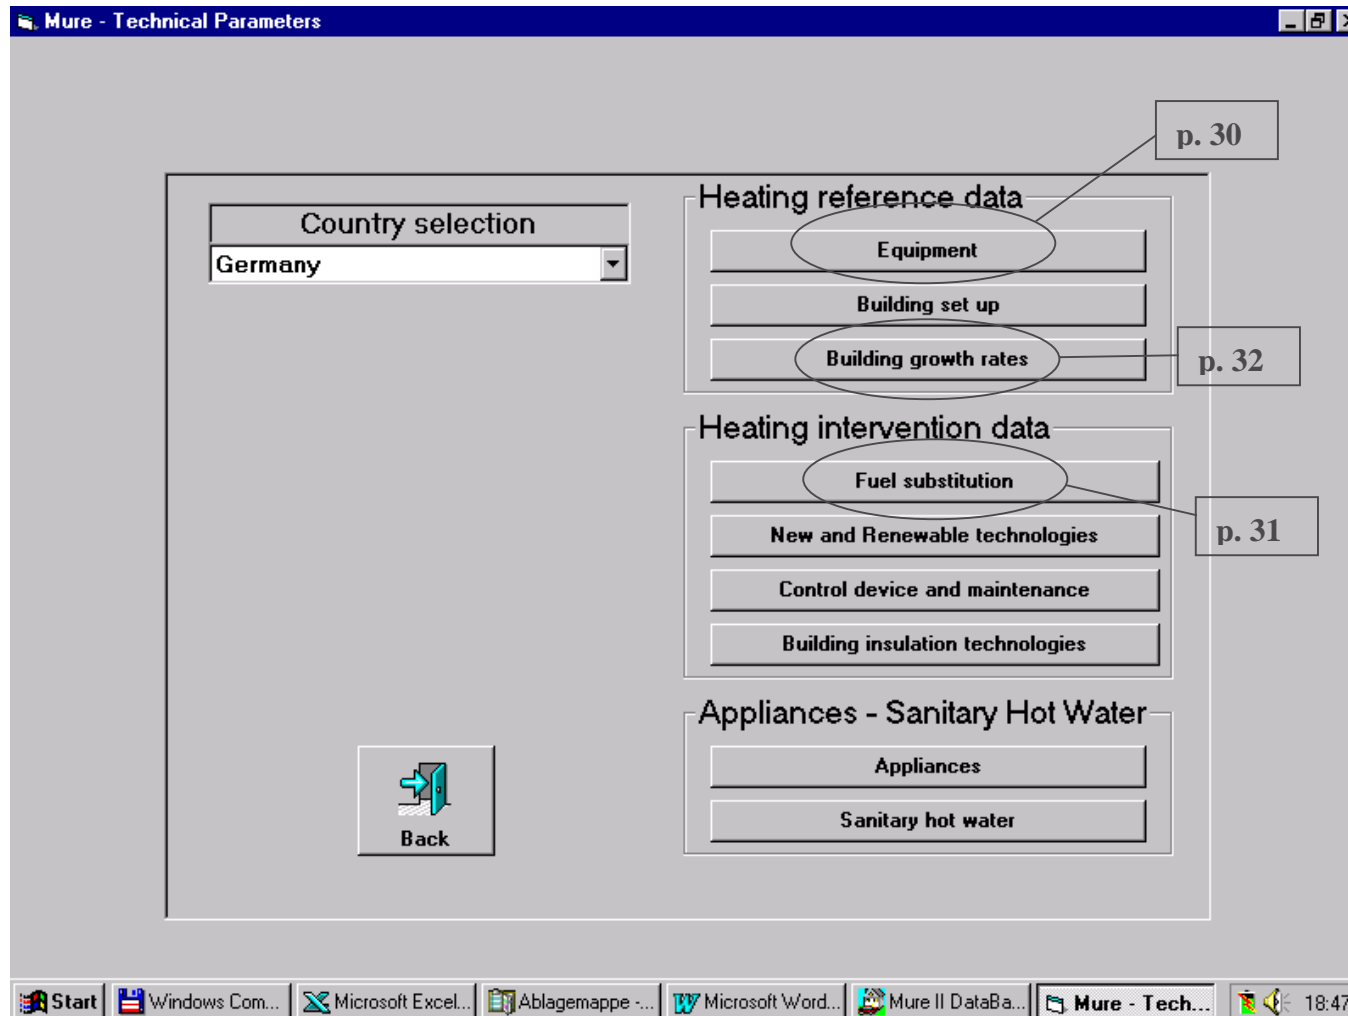 Mure - Technical Parameters
p. 30
Country selection
Germany
Heating reference data
Equipment
Building set up
Building growth rates
p. 32
Heating intervention data
Fuel substitution
New and Renewable technologies
p. 31
Control device and maintenance
Building insulation technologies
Appliances - Sanitary Hot Water
Appliances
Sanitary hot water
Back
Start
Windows Com...
Microsoft Excel...
Ablagemappe -...
Microsoft Word...
Mure II DataBa...
Mure - Tech...
18:47